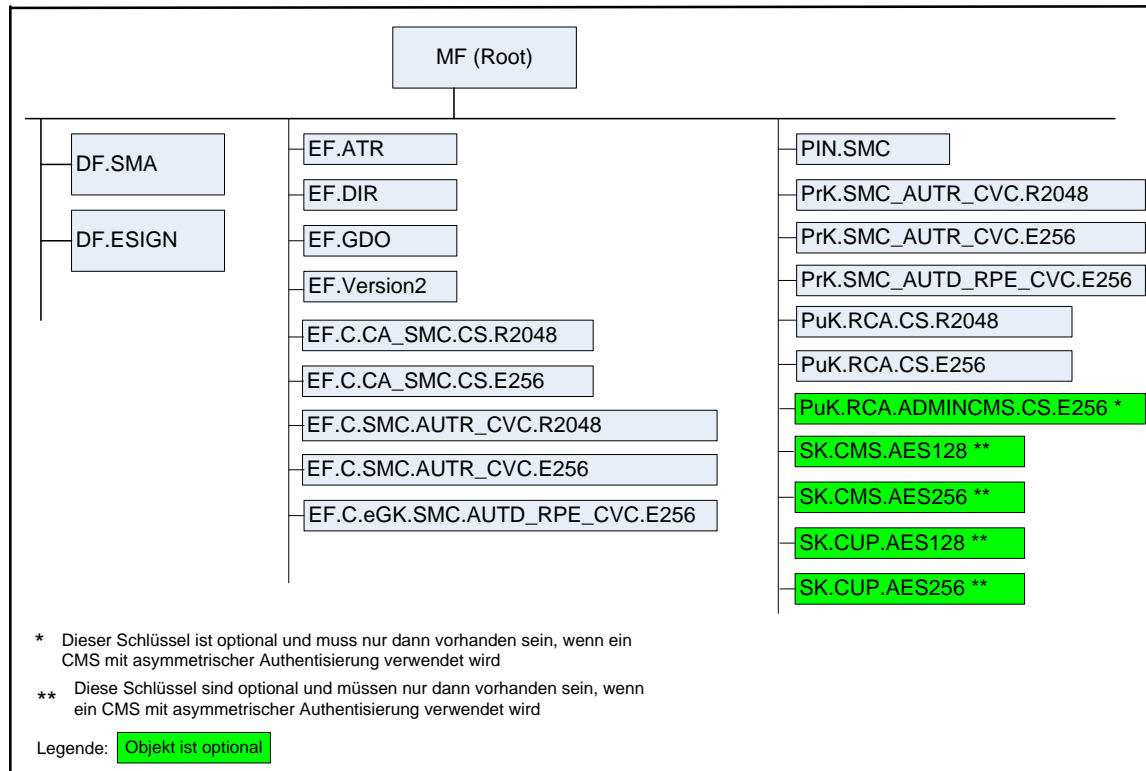 MF (Root)
DF.SMA
DF.ESIGN
EF.ATR
EF.DIR
EF.GDO
EF.Version2
EF.C.CA_SMC.CS.R2048
EF.C.CA_SMC.CS.E256
EF.C.SMC.AUTR_CVC.R2048
EF.C.SMC.AUTR_CVC.E256
EF.C.eGK.SMC.AUTD_RPE_CVC.E256
PIN.SMC
PrK.SMC_AUTR_CVC.R2048
PrK.SMC_AUTR_CVC.E256
PrK.SMC_AUTD_RPE_CVC.E256
PuK.RCA.CS.R2048
PuK.RCA.CS.E256
PuK.RCA.ADMINCMS.CS.E256 *
SK.CMS.AES128 **
SK.CMS.AES256 **
SK.CUP.AES128 **
SK.CUP.AES256 **
* Dieser Schlüssel ist optional und muss nur dann vorhanden sein, wenn ein
CMS mit asymmetrischer Authentisierung verwendet wird
** Diese Schlüssel sind optional und müssen nur dann vorhanden sein, wenn
ein CMS mit asymmetrischer Authentisierung verwendet wird
Legende: Objekt ist optional